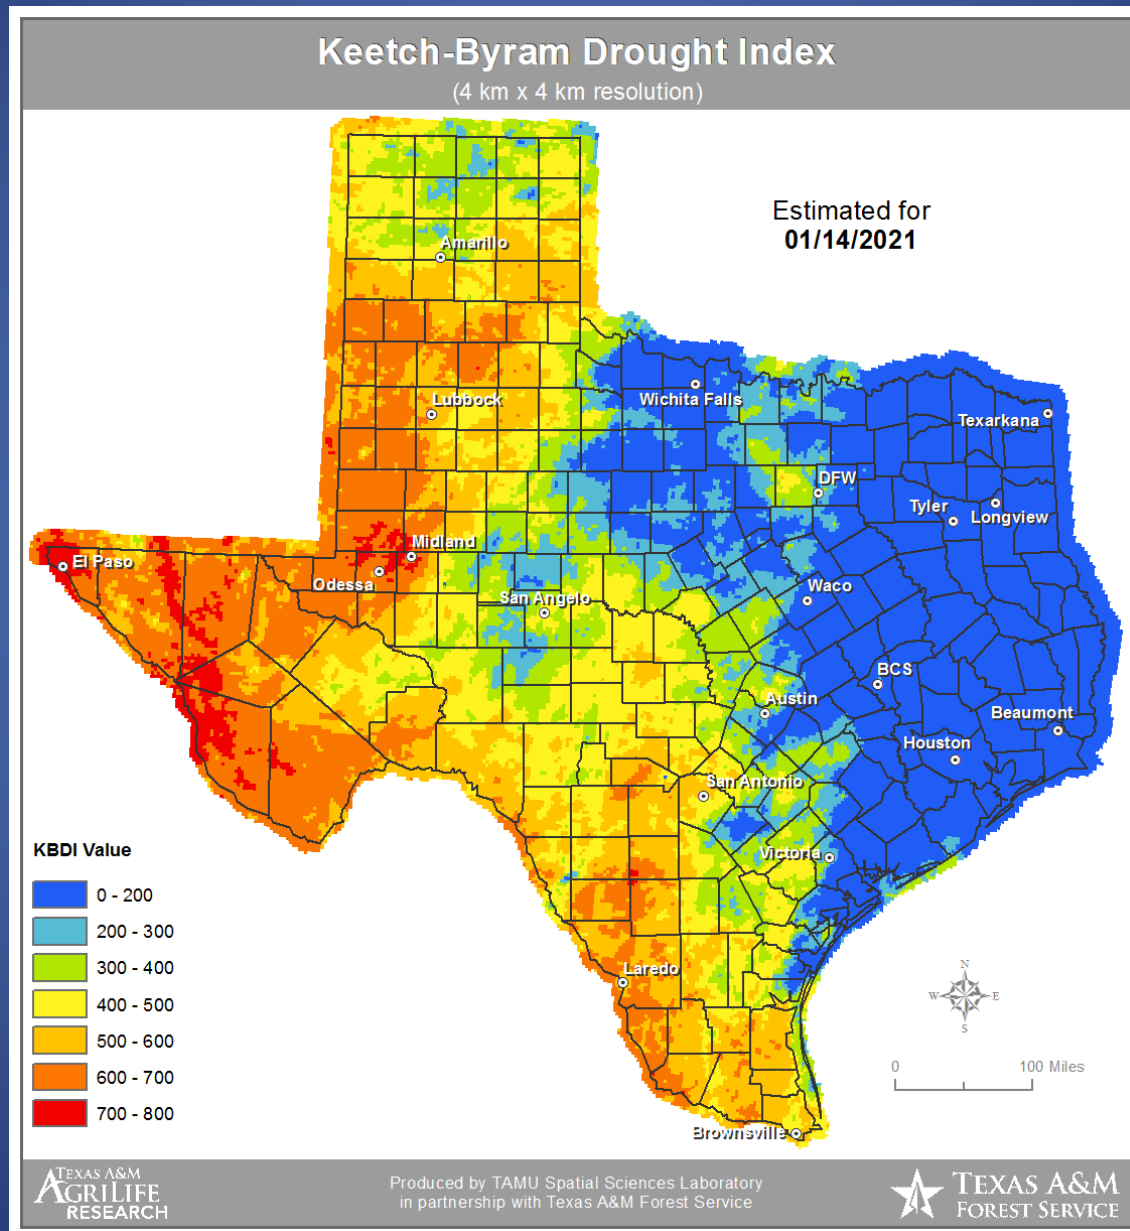 Keetch-Byram Drought Index
(4 km x 4 km resolution)
Estimated for
01/14/2021
Amarillo
Lubbock
Wichita Falls
Texarkana
DFW
Tyler
Longview
Midland
El Paso
Odessa
San Angelo
Waco
BCS
Austin
Beaumont
Houston
San Antonio
Victoria
Laredo
Brownsville
KBDI Value
0 - 200
200 - 300
300 - 400
400 - 500
500 - 600
600 - 700
700 - 800
N
W E
S
0 100 Miles
TEXAS A&M
AGRILIFE
RESEARCH
Produced by TAMU Spatial Sciences Laboratory
in partnership with Texas A&M Forest Service
TEXAS A&M
FOREST SERVICE